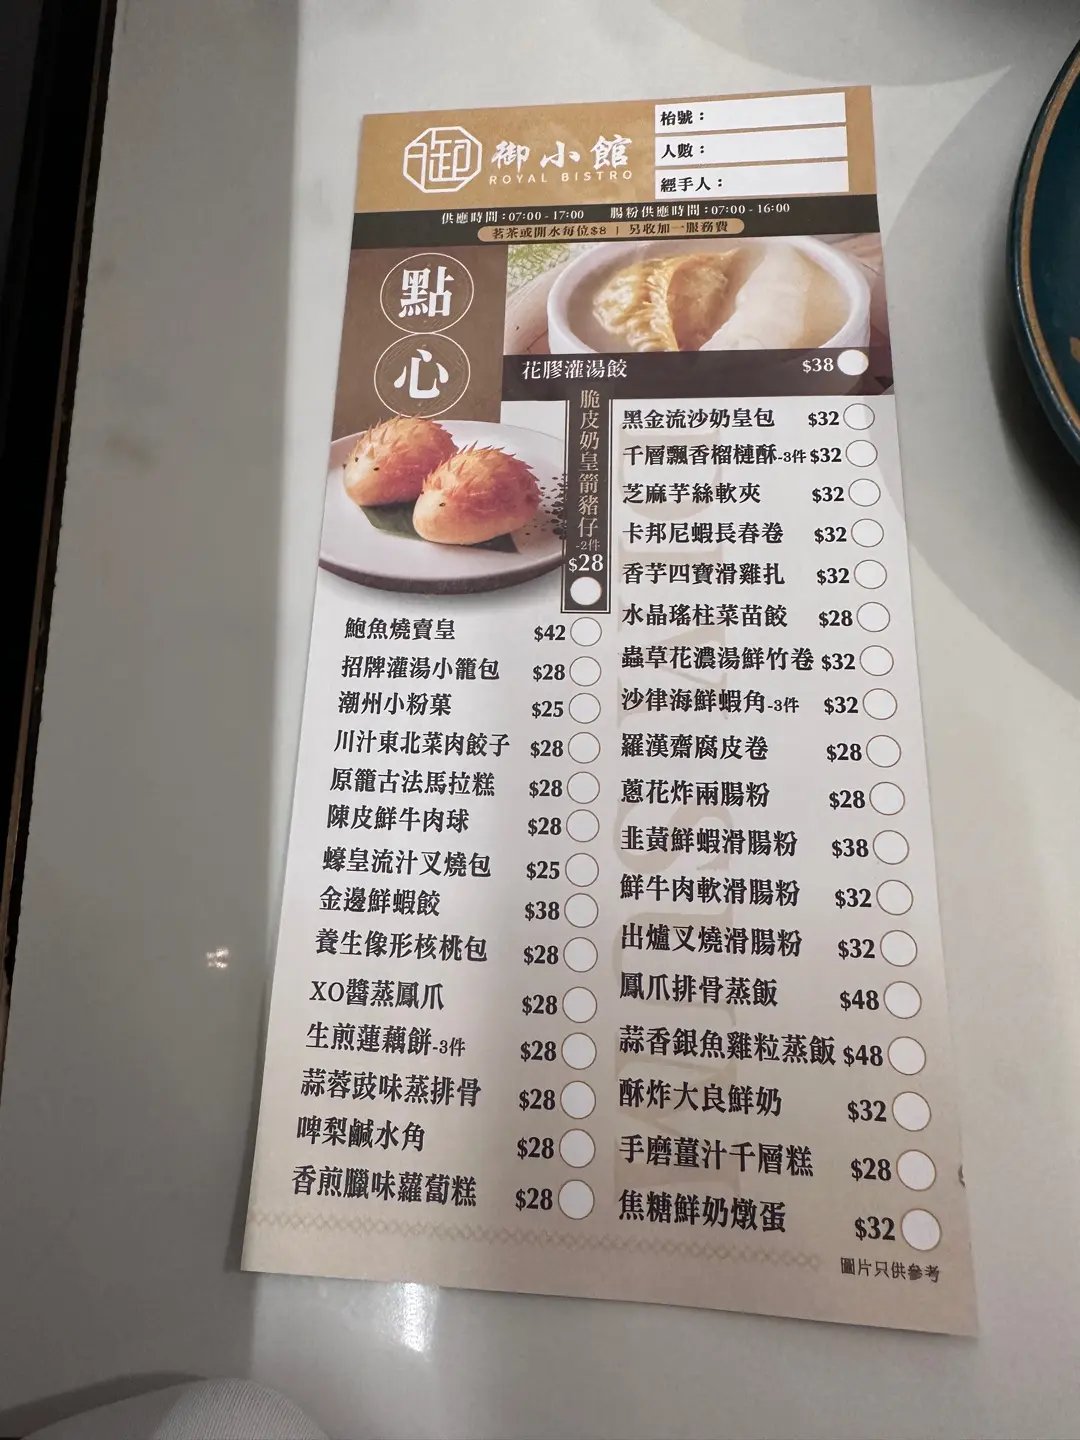 御
御小館
ROYAL BISTRO
枱號：
人數：
經手人：
供應時間：07:00 - 17:00 腸粉供應時間：07:00 - 16:00
茗茶或開水每位$8 | 另收加一服務費
點心
花膠灌湯餃 $38
脆皮奶皇箭豬仔-2件 $28
鮑魚燒賣皇 $42
招牌灌湯小籠包 $28
潮州小粉菓 $25
川汁東北菜肉餃子 $28
原籠古法馬拉糕 $28
陳皮鮮牛肉球 $28
蠔皇流汁叉燒包 $25
金邊鮮蝦餃 $38
養生像形核桃包 $28
XO醬蒸鳳爪 $28
生煎蓮藕餅-3件 $28
蒜蓉豉味蒸排骨 $28
啤梨鹹水角 $28
香煎臘味蘿蔔糕 $28
黑金流沙奶皇包 $32
千層飄香榴槤酥-3件 $32
芝麻芋絲軟夾 $32
卡邦尼蝦長春卷 $32
香芋四寶滑雞扎 $32
水晶瑤柱菜苗餃 $28
蟲草花濃湯鮮竹卷 $32
沙律海鮮蝦角-3件 $32
羅漢齋腐皮卷 $28
蔥花炸兩腸粉 $28
韭黃鮮蝦滑腸粉 $38
鮮牛肉軟滑腸粉 $32
出爐叉燒滑腸粉 $32
鳳爪排骨蒸飯 $48
蒜香銀魚雞粒蒸飯 $48
酥炸大良鮮奶 $32
手磨薑汁千層糕 $28
焦糖鮮奶燉蛋 $32
圖片只供參考